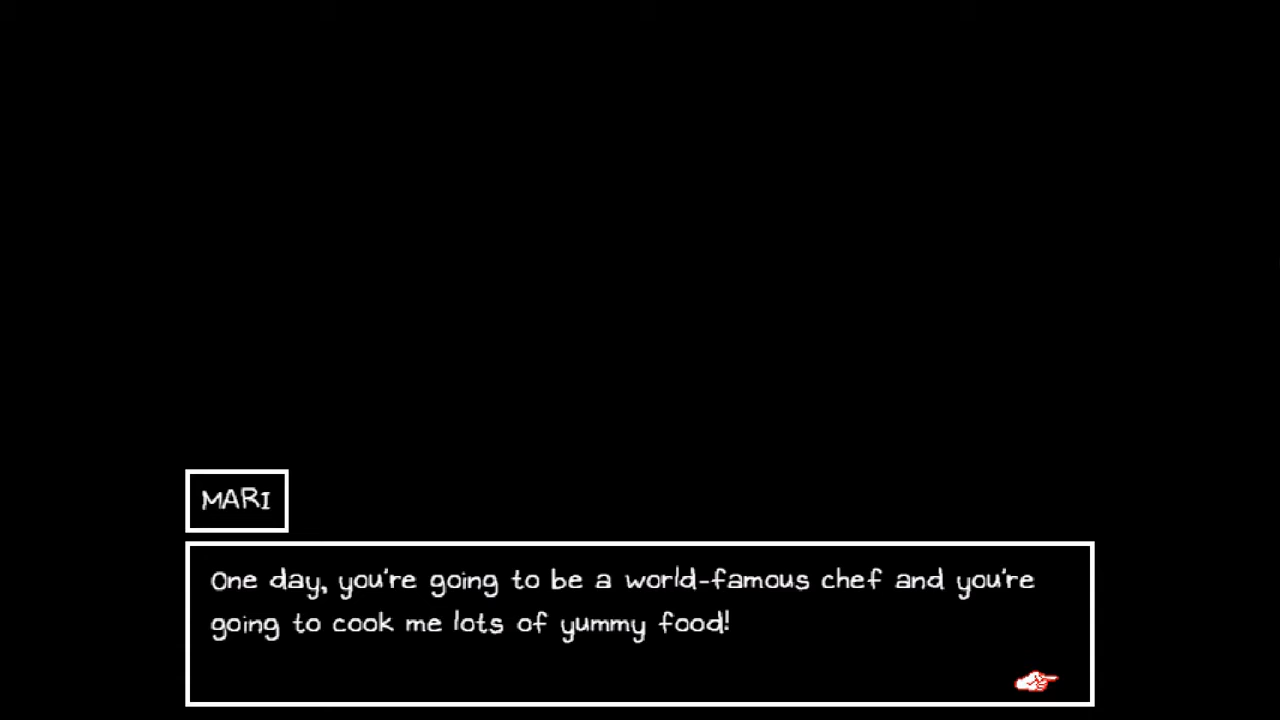 MARI
One day, you're going to be a world-famous chef and you're
going to cook me lots of yummy food!